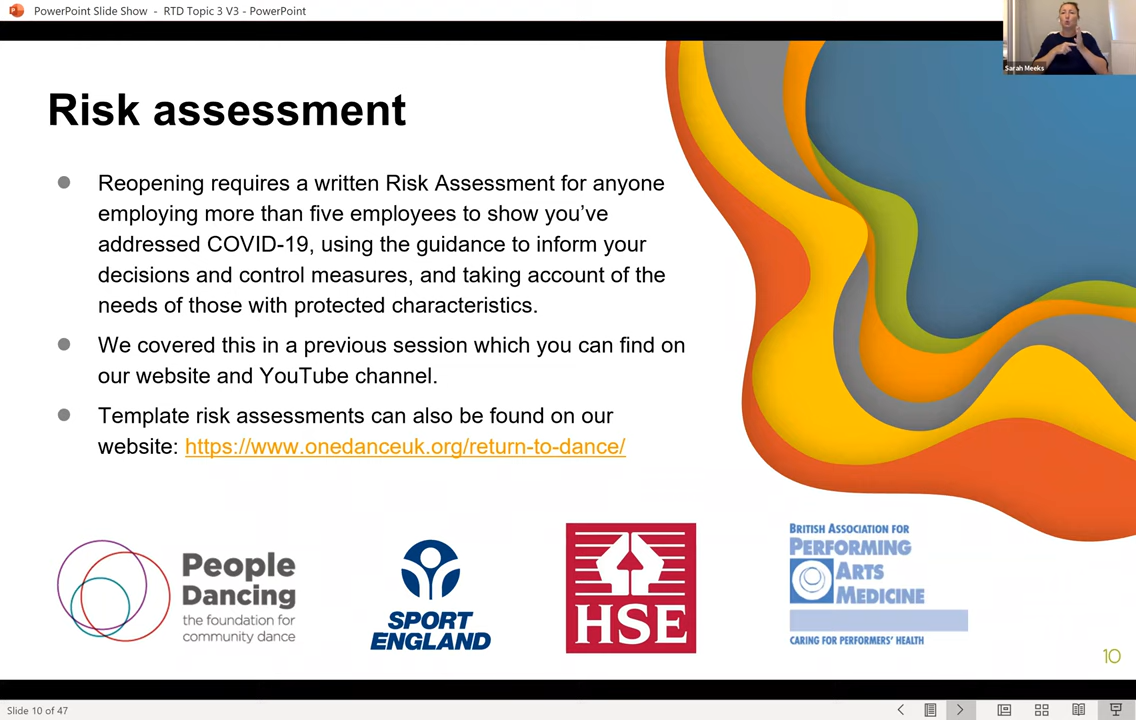 PowerPoint Slide Show - RTD Topic 3 V3 - PowerPoint
Sarah Meeks
Risk assessment
Reopening requires a written Risk Assessment for anyone
employing more than five employees to show you’ve
addressed COVID-19, using the guidance to inform your
decisions and control measures, and taking account of the
needs of those with protected characteristics.
We covered this in a previous session which you can find on
our website and YouTube channel.
Template risk assessments can also be found on our
website: https://www.onedanceuk.org/return-to-dance/
People
Dancing
the foundation for
community dance
SPORT
ENGLAND
HSE
BRITISH ASSOCIATION FOR
PERFORMING
ARTS
MEDICINE
CARING FOR PERFORMERS' HEALTH
10
Slide 10 of 47